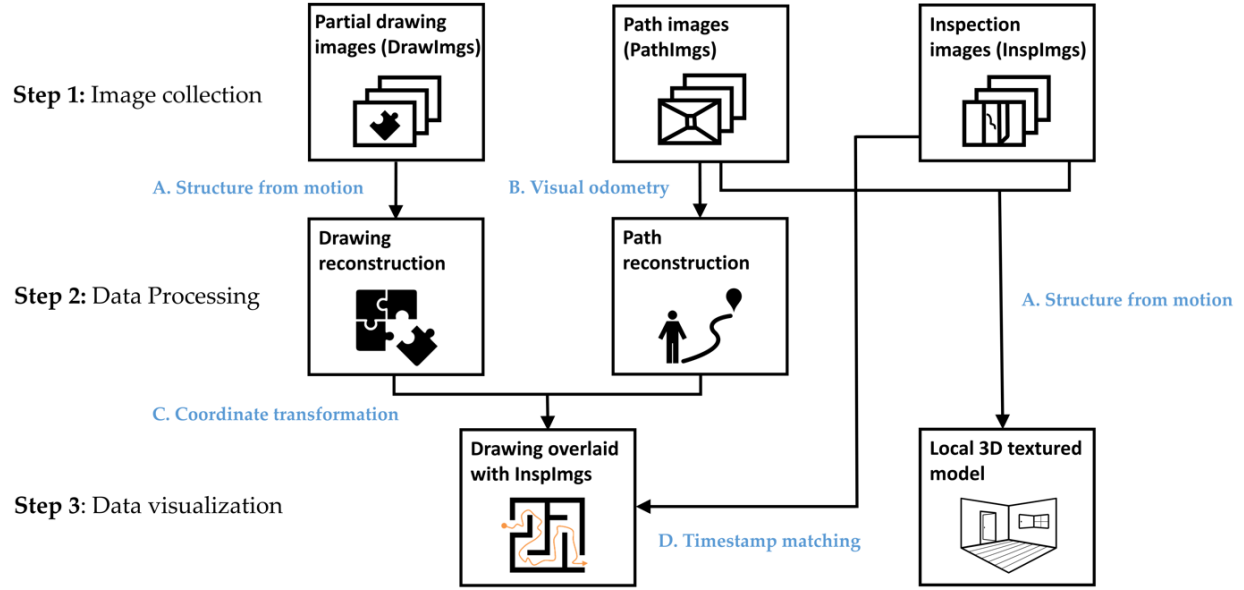 Partial drawing
images (DrawImgs)
Path images
(PathImgs)
Inspection
images (InspImgs)
Step 1: Image collection
A. Structure from motion
B. Visual odometry
Drawing
reconstruction
Path
reconstruction
Step 2: Data Processing
A. Structure from motion
C. Coordinate transformation
Drawing overlaid
with InspImgs
Local 3D textured
model
Step 3: Data visualization
D. Timestamp matching